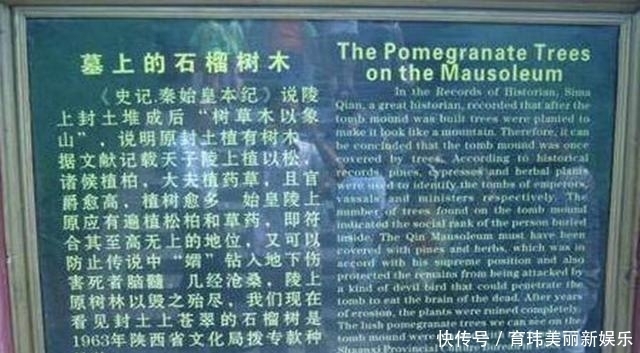 墓上的石榴树木
《史记.秦始皇本纪》说陵
上封土堆成后“树草木以象
山”，说明原封土植有树木。
据文献记载天子陵上植以松，
诸候植柏，大夫植药草，且官
爵愈高，植树愈多。始皇陵上
原应有遍植松柏和草药，即符
合其至高无上的地位，又可以
防止传说中“媦”钻入地下伤
害死者脑髓。几经沧桑，陵上
原树林以毁之殆尽，我们现在
看见封土上苍翠的石榴树是
1963年陕西省文化局拨专款种
The Pomegranate Trees
on the Mausoleum
In the Records of Historian, Sima
Qian, a great historian, recorded that after the
tomb mound was built trees were planted to
make it look like a mountain. Therefore, it can
be concluded that the tomb mound was once
covered by trees. According to historical
records, pines, cypresses and herbal plants
were used to identify the tombs of emperors,
vassals and ministers respectively. The
number of trees found on the tomb mound
indicated the social rank of the person buried
inside. The Qin Mausoleum must have been
covered with pines and herbs, which was in
accord with his supreme position and also
protected the remains from being attacked by
a kind of devil bird that could penetrate the
tomb to eat the brain of the dead. After years
of erosion, the plants were ruined completely.
The lush pomegranate trees we can see on the
tomb mound were
Shaanxi Provincial Culture Bureau in
快传号／育玮美丽新娱乐